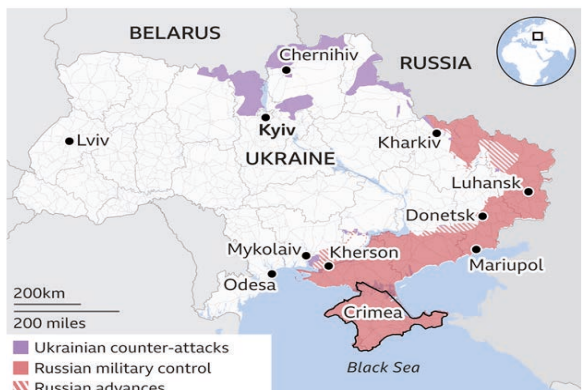 BELARUS
Chernihiv
RUSSIA
Kyiv
Lviv
Kharkiv
UKRAINE
Luhansk
Donetsk
Mykolaiv
Kherson
Odesa
Mariupol
200km
200 miles
Crimea
Ukrainian counter-attacks
Black Sea
Russian military control
Russian advances